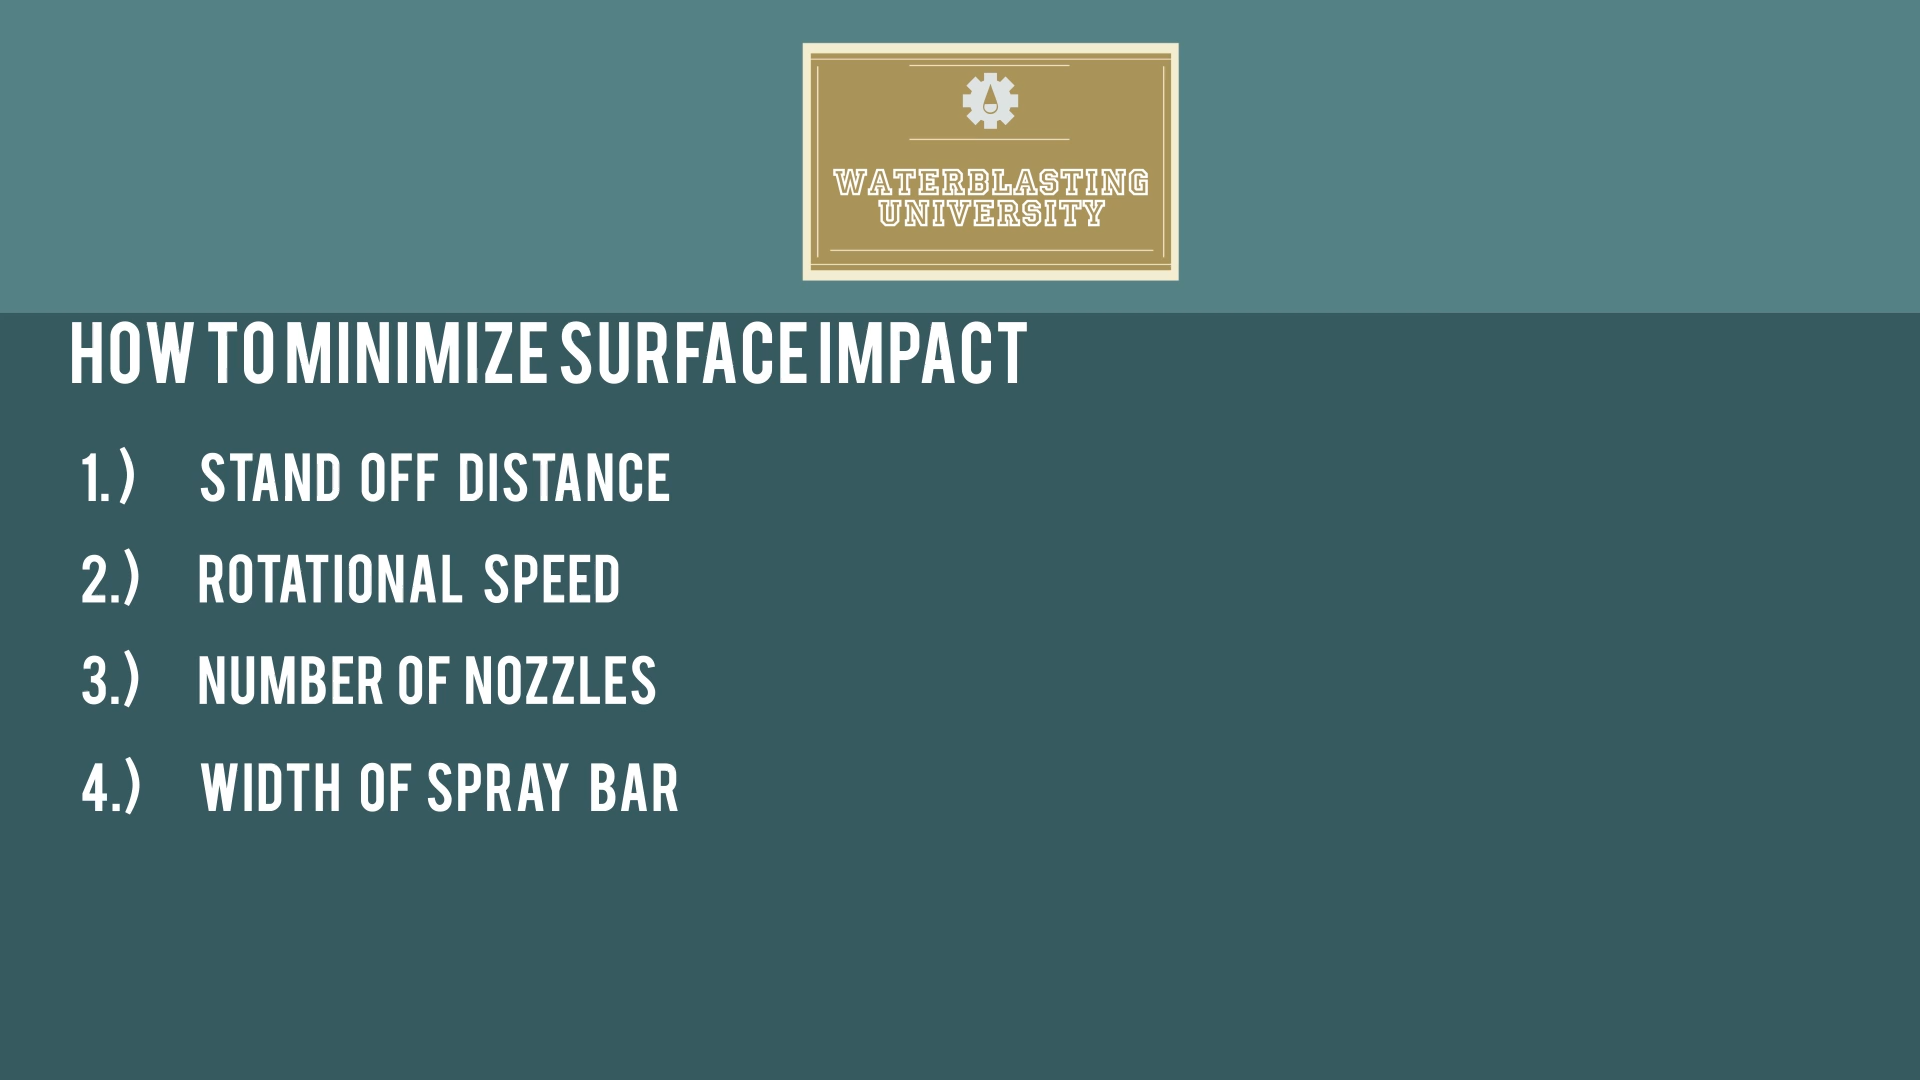 WATERBLASTING
UNIVERSITY
HOW TO MINIMIZE SURFACE IMPACT
1.) STAND OFF DISTANCE
2.) ROTATIONAL SPEED
3.) NUMBER OF NOZZLES
4.) WIDTH OF SPRAY BAR